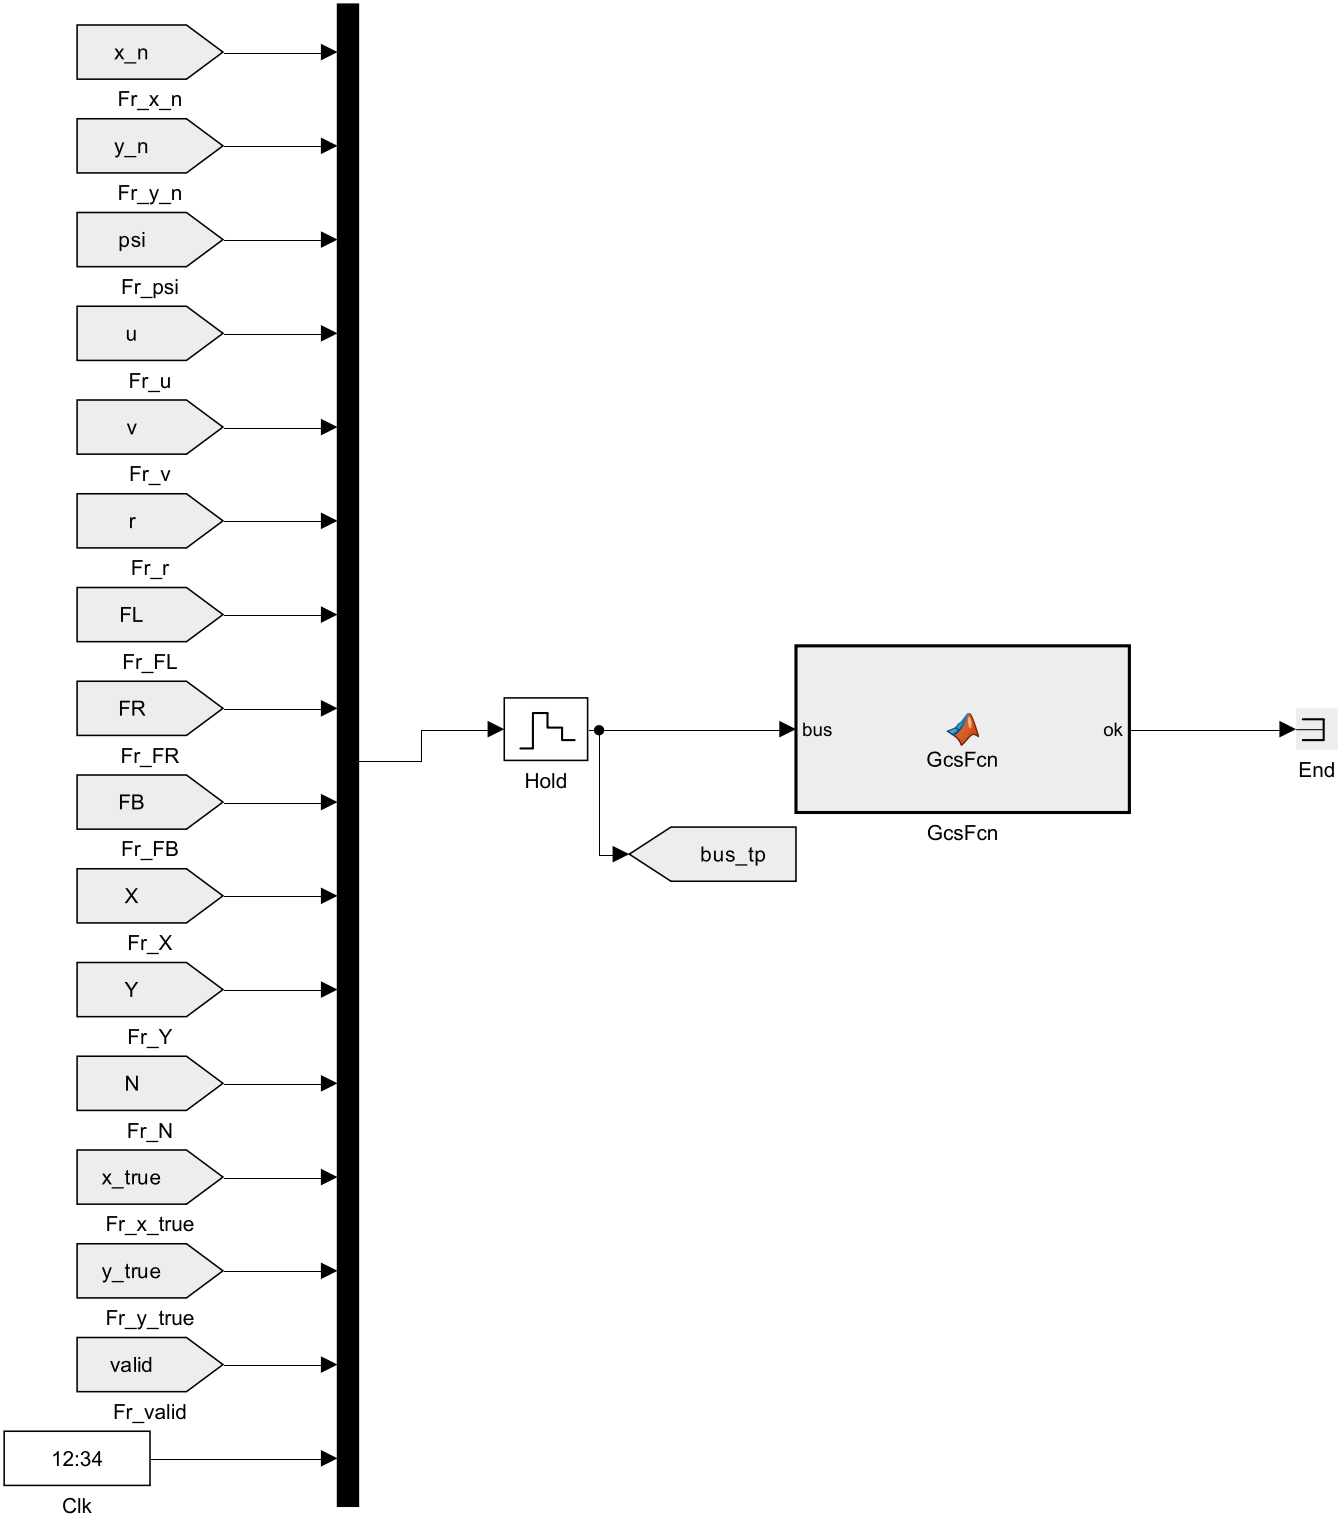 x_n
Fr_x_n
y_n
Fr_y_n
psi
Fr_psi
u
Fr_u
v
Fr_v
r
Fr_r
FL
Fr_FL
FR
Fr_FR
FB
Fr_FB
X
Fr_X
Y
Fr_Y
N
Fr_N
x_true
Fr_x_true
y_true
Fr_y_true
valid
Fr_valid
12:34
Clk
Hold
bus_tp
bus
ok
GcsFcn
GcsFcn
End